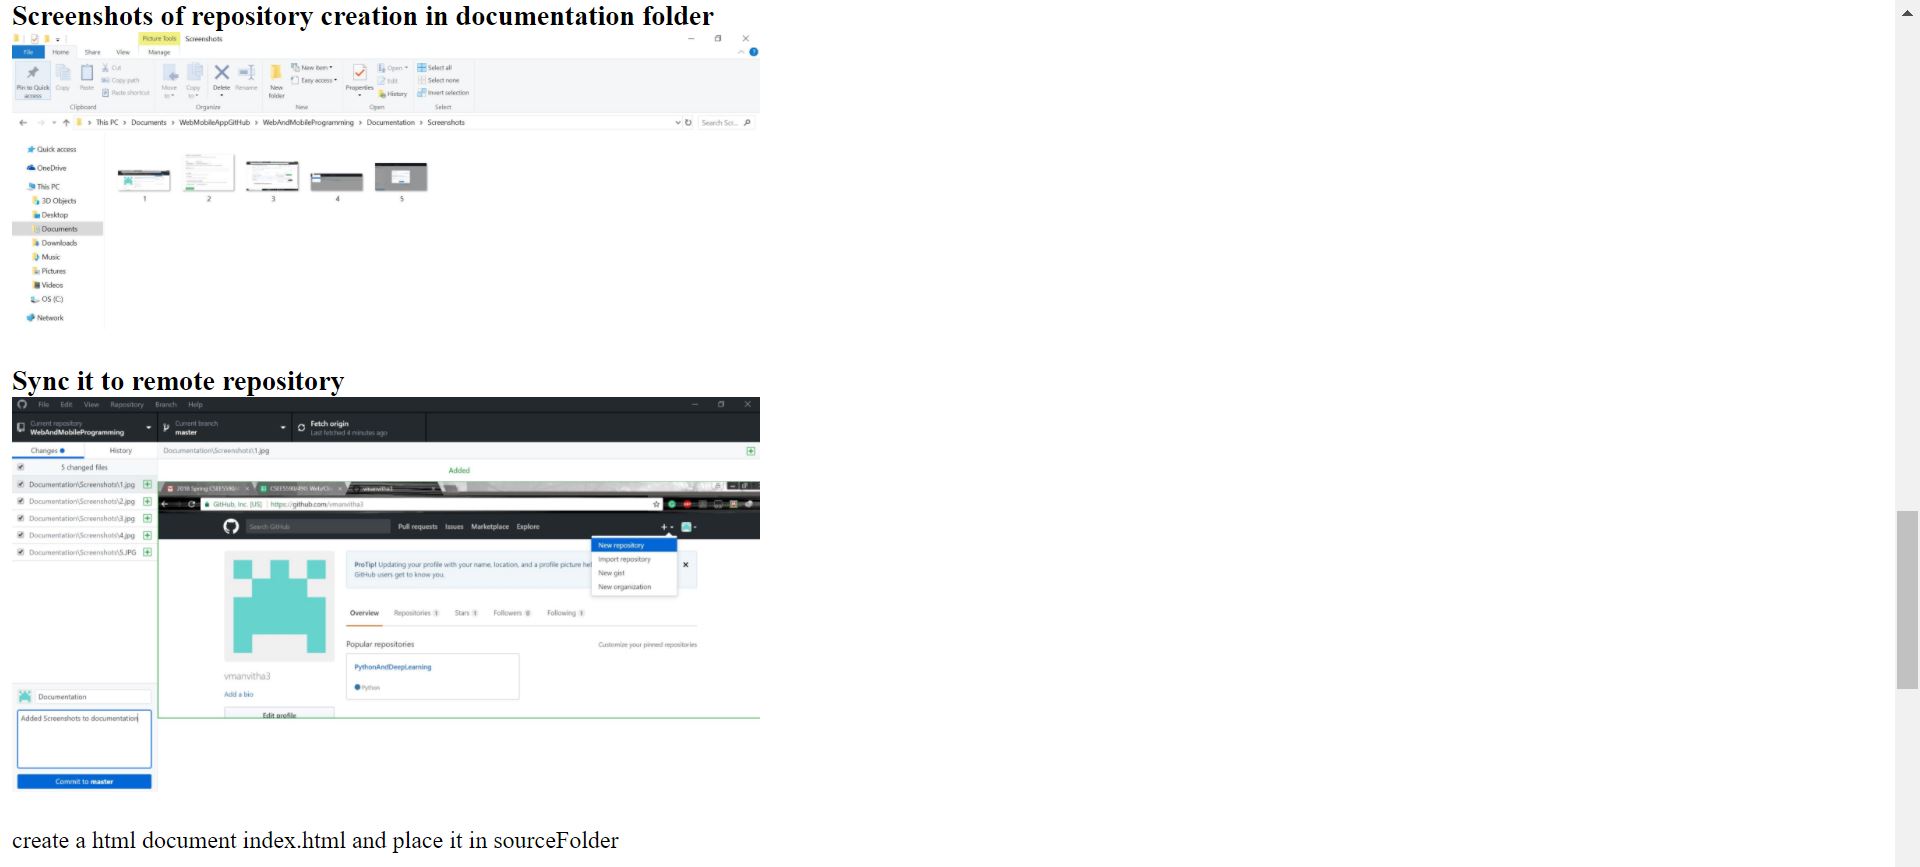 Screenshots of repository creation in documentation folder
Picture Tools Screenshots
File Home Share View Manage
Pin to Quick access
Copy
Paste
Cut
Copy path
Paste shortcut
Clipboard
Move to
Copy to
Delete
Rename
Organize
New folder
New item
Easy access
New
Properties
Open
Edit
History
Open
Select all
Select none
Invert selection
Select
This PC > Documents > WebMobileAppGitHub > WebAndMobileProgramming > Documentation > Screenshots
Search Scr...
Quick access
OneDrive
This PC
3D Objects
Desktop
Documents
Downloads
Music
Pictures
Videos
OS (C:)
Network
1 2 3 4 5
Sync it to remote repository
File Edit View Repository Branch Help
Current repository
WebAndMobileProgramming
Current branch
master
Fetch origin
Last fetched 4 minutes ago
Changes History
Documentation\Screenshots\1.jpg
5 changed files
Added
Documentation\Screenshots\1.jpg
Documentation\Screenshots\2.jpg
Documentation\Screenshots\3.jpg
Documentation\Screenshots\4.jpg
Documentation\Screenshots\5.JPG
2018 Spring CSEE5590/4
CSEE5590/490 Web/Clo
vmanvitha3
GitHub, Inc. [US] | https://github.com/vmanvitha3
Search GitHub
Pull requests Issues Marketplace Explore
New repository
Import repository
New gist
New organization
ProTip! Updating your profile with your name, location, and a profile picture hel
GitHub users get to know you.
Overview Repositories 1 Stars 1 Followers 0 Following 1
Popular repositories
Customize your pinned repositories
PythonAndDeepLearning
Python
vmanvitha3
Add a bio
Edit profile
Documentation
Added Screenshots to documentation
Commit to master
create a html document index.html and place it in sourceFolder